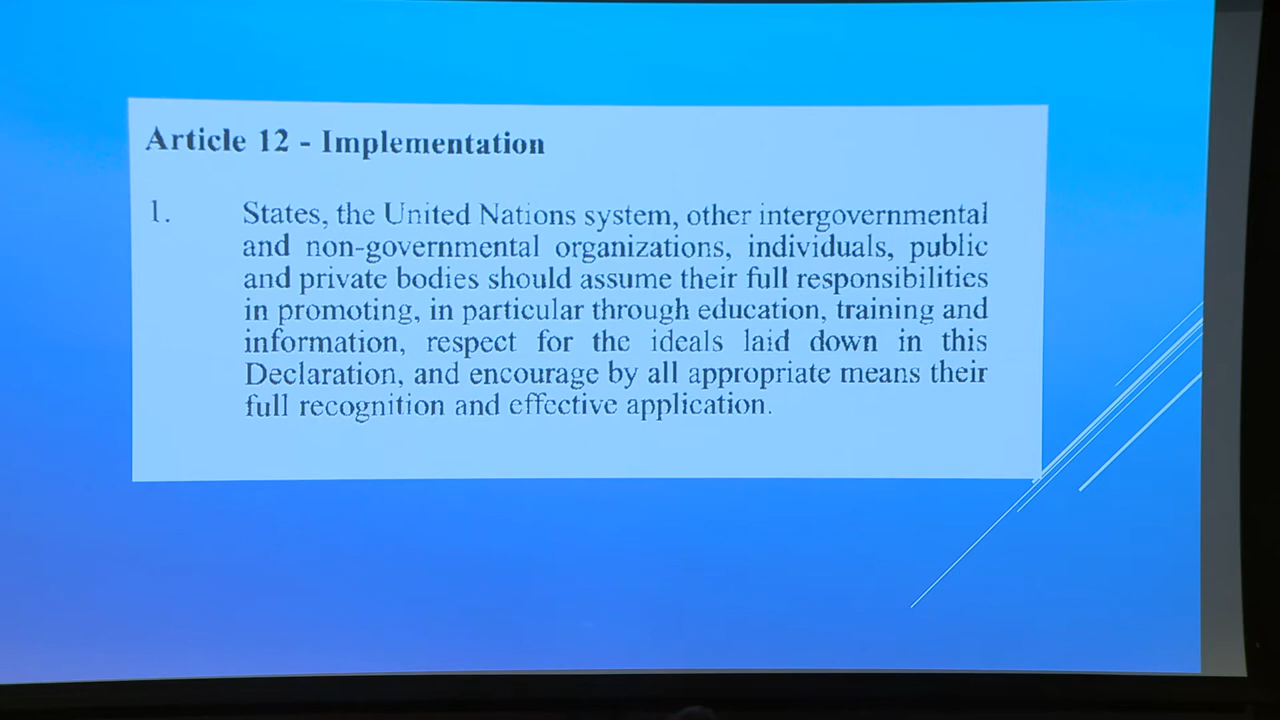 Article 12 - Implementation
1. States, the United Nations system, other intergovernmental
and non-governmental organizations, individuals, public
and private bodies should assume their full responsibilities
in promoting, in particular through education, training and
information, respect for the ideals laid down in this
Declaration, and encourage by all appropriate means their
full recognition and effective application.